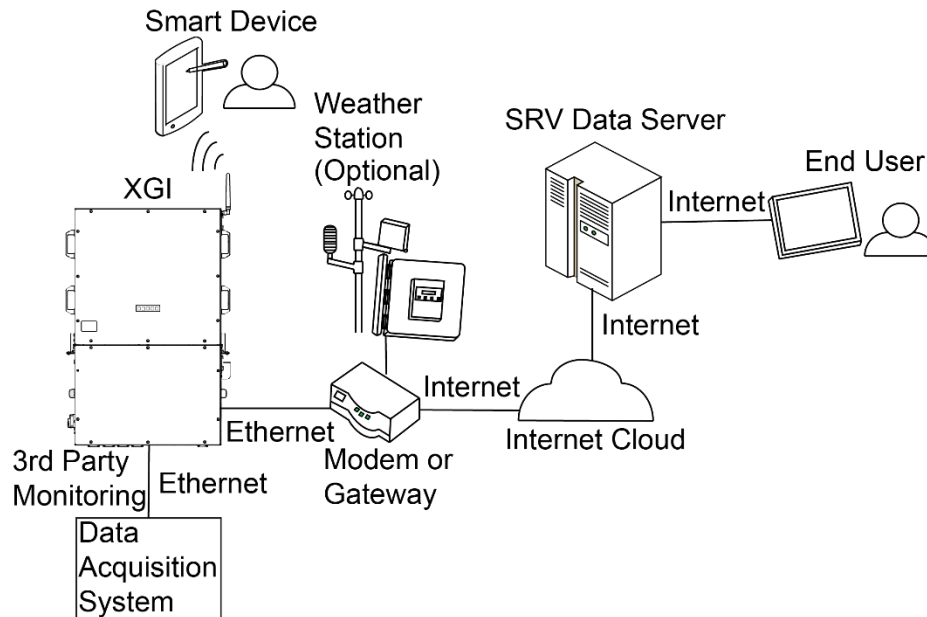 Smart Device
Weather
Station
(Optional)
SRV Data Server
End User
XGI
Internet
Internet
Internet
Ethernet
Internet Cloud
Modem or
Gateway
3rd Party
Monitoring
Ethernet
Data
Acquisition
System